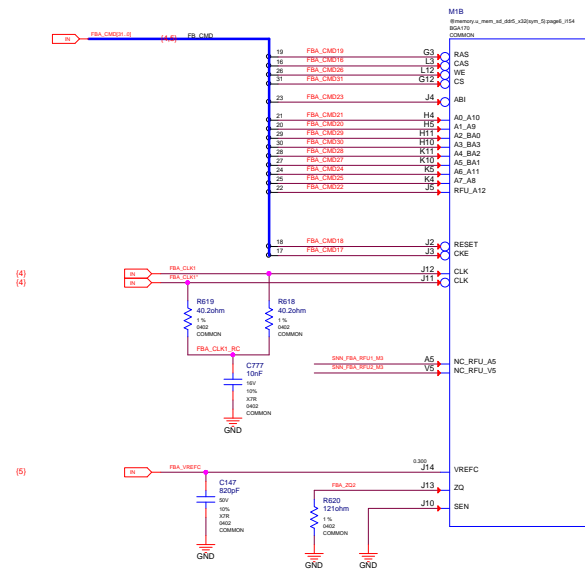 M1B
@memory.u_mem_sd_ddr5_x32(sym_5):page6_i154
BGA170
COMMON
IN FBA_CMD[31..0] {4,5} FB_CMD
19 FBA_CMD19 G3 RAS
16 FBA_CMD16 L3 CAS
26 FBA_CMD26 L12 WE
31 FBA_CMD31 G12 CS
23 FBA_CMD23 J4 ABI
21 FBA_CMD21 H4 A0_A10
20 FBA_CMD20 H5 A1_A9
29 FBA_CMD29 H11 A2_BA0
30 FBA_CMD30 H10 A3_BA3
28 FBA_CMD28 K11 A4_BA2
27 FBA_CMD27 K10 A5_BA1
24 FBA_CMD24 K5 A6_A11
25 FBA_CMD25 K4 A7_A8
22 FBA_CMD22 J5 RFU_A12
18 FBA_CMD18 J2 RESET
17 FBA_CMD17 J3 CKE
{4} IN FBA_CLK1 J12 CLK
{4} IN FBA_CLK1* J11 CLK
R619
40.2ohm
1 %
0402
COMMON
R618
40.2ohm
1 %
0402
COMMON
FBA_CLK1_RC
C777
10nF
16V
10%
X7R
0402
COMMON
GND
SNN_FBA_RFU1_M3 A5 NC_RFU_A5
SNN_FBA_RFU2_M3 V5 NC_RFU_V5
{5} IN FBA_VREFC 0.300 J14 VREFC
FBA_ZQ2 J13 ZQ
J10 SEN
C147
820pF
50V
10%
X7R
0402
COMMON
GND
R620
121ohm
1 %
0402
COMMON
GND
GND